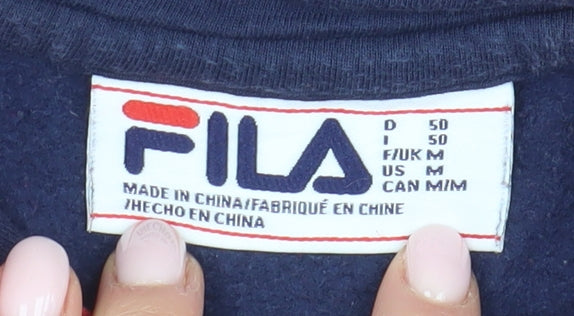 FILA
D 50
I 50
F/UK M
US M
CAN M/M
MADE IN CHINA/FABRIQUÉ EN CHINE
/HECHO EN CHINA